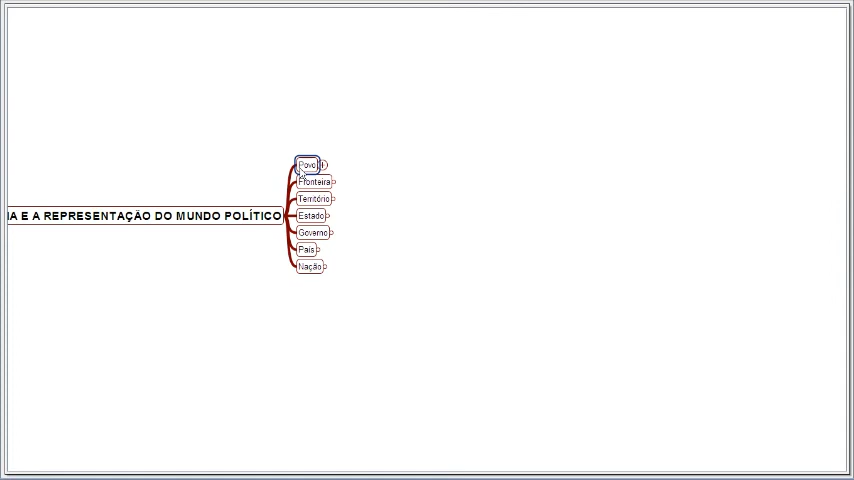 Povo
Fronteira
Território
IA E A REPRESENTAÇÃO DO MUNDO POLÍTICO
Estado
Governo
País
Nação